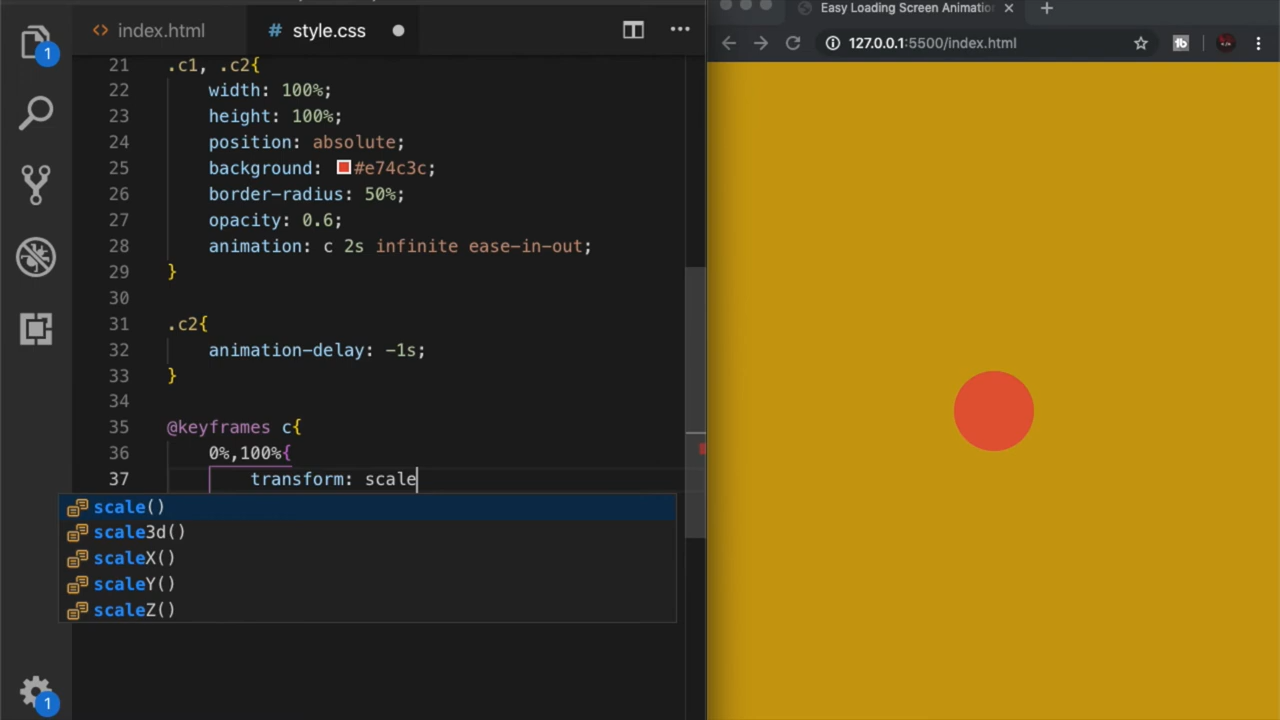 1
index.html
# style.css
21 .c1, .c2{
22 width: 100%;
23 height: 100%;
24 position: absolute;
25 background: #e74c3c;
26 border-radius: 50%;
27 opacity: 0.6;
28 animation: c 2s infinite ease-in-out;
29 }
30
31 .c2{
32 animation-delay: -1s;
33 }
34
35 @keyframes c{
36 0%,100%{
37 transform: scale
scale()
scale3d()
scaleX()
scaleY()
scaleZ()
1
Easy Loading Screen Animation
127.0.0.1:5500/index.html